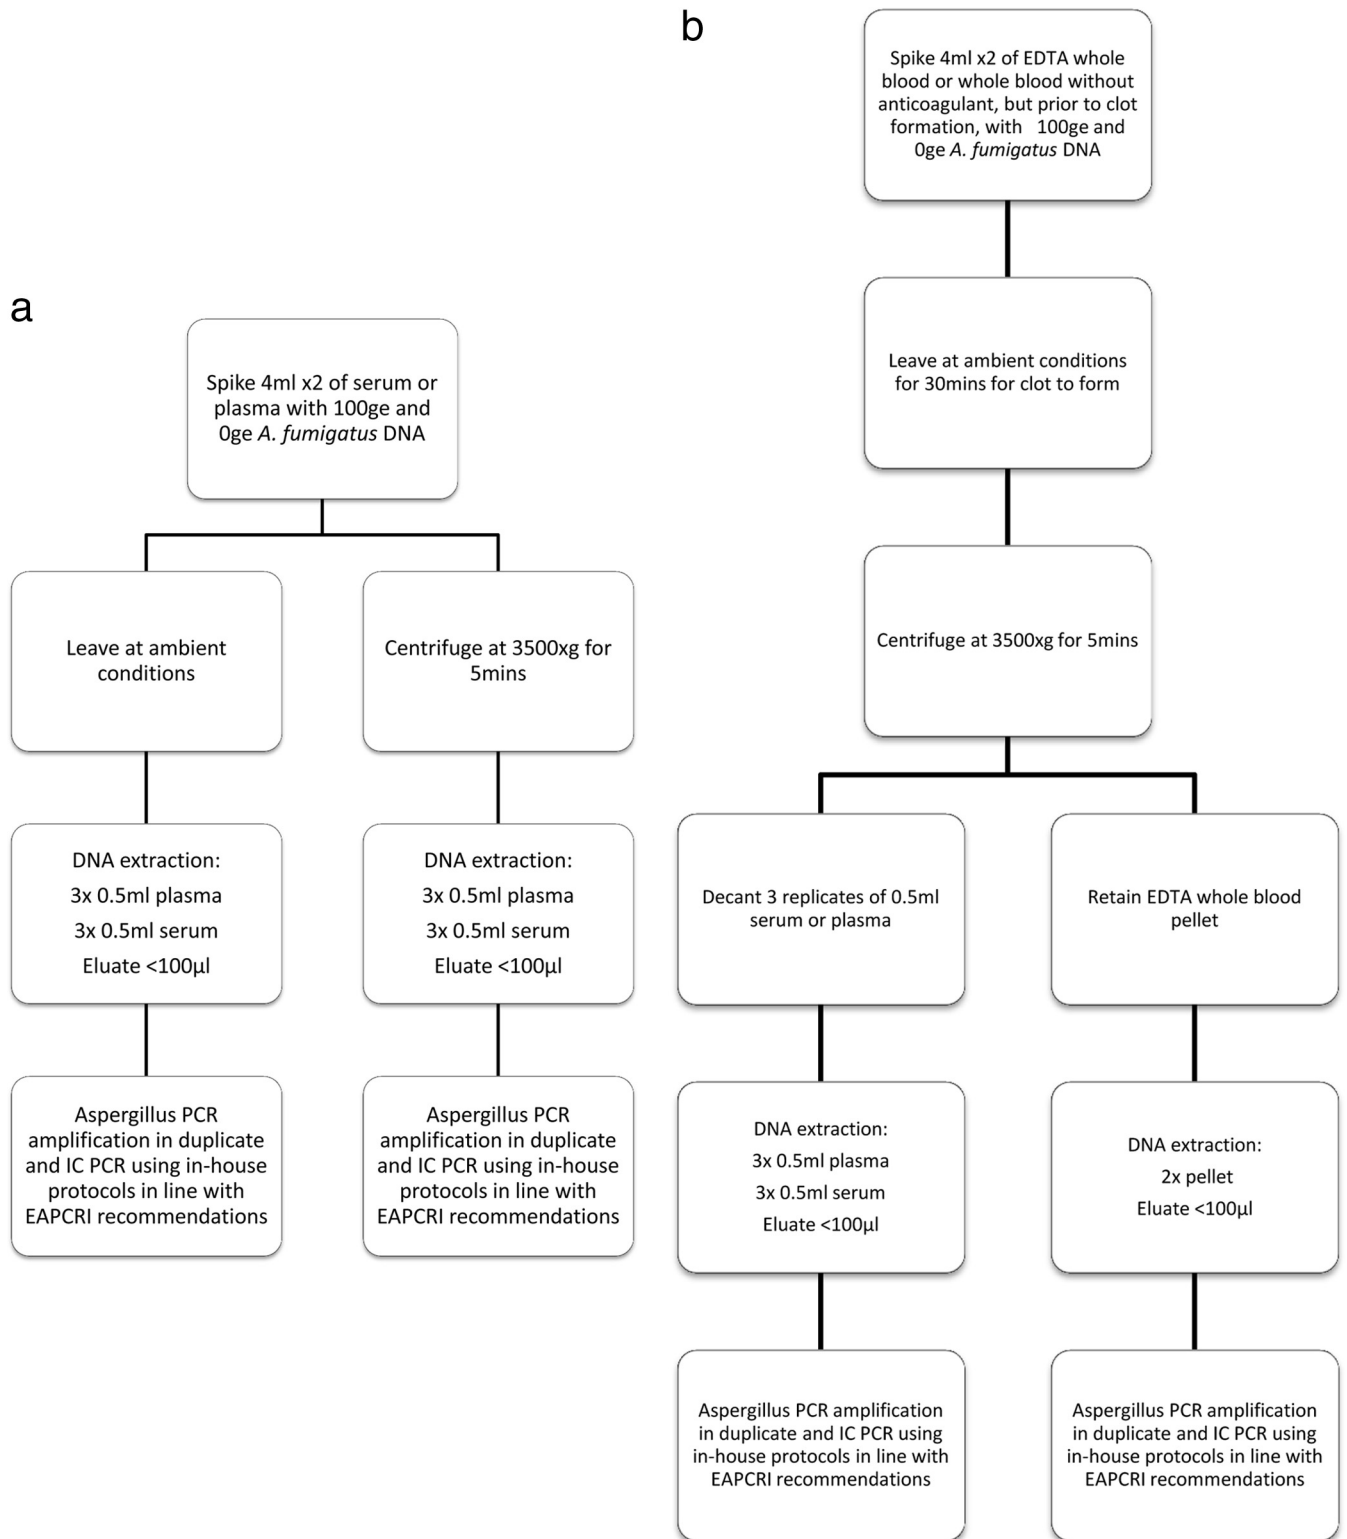 a
Spike 4ml x2 of serum or
plasma with 100ge and
0ge A. fumigatus DNA
Leave at ambient
conditions
Centrifuge at 3500xg for
5mins
DNA extraction:
3x 0.5ml plasma
3x 0.5ml serum
Eluate <100µl
DNA extraction:
3x 0.5ml plasma
3x 0.5ml serum
Eluate <100µl
Aspergillus PCR
amplification in duplicate
and IC PCR using in-house
protocols in line with
EAPCRI recommendations
Aspergillus PCR
amplification in duplicate
and IC PCR using in-house
protocols in line with
EAPCRI recommendations
b
Spike 4ml x2 of EDTA whole
blood or whole blood without
anticoagulant, but prior to clot
formation, with 100ge and
0ge A. fumigatus DNA
Leave at ambient conditions
for 30mins for clot to form
Centrifuge at 3500xg for 5mins
Decant 3 replicates of 0.5ml
serum or plasma
Retain EDTA whole blood
pellet
DNA extraction:
3x 0.5ml plasma
3x 0.5ml serum
Eluate <100µl
DNA extraction:
2x pellet
Eluate <100µl
Aspergillus PCR amplification
in duplicate and IC PCR using
in-house protocols in line with
EAPCRI recommendations
Aspergillus PCR amplification
in duplicate and IC PCR using
in-house protocols in line with
EAPCRI recommendations